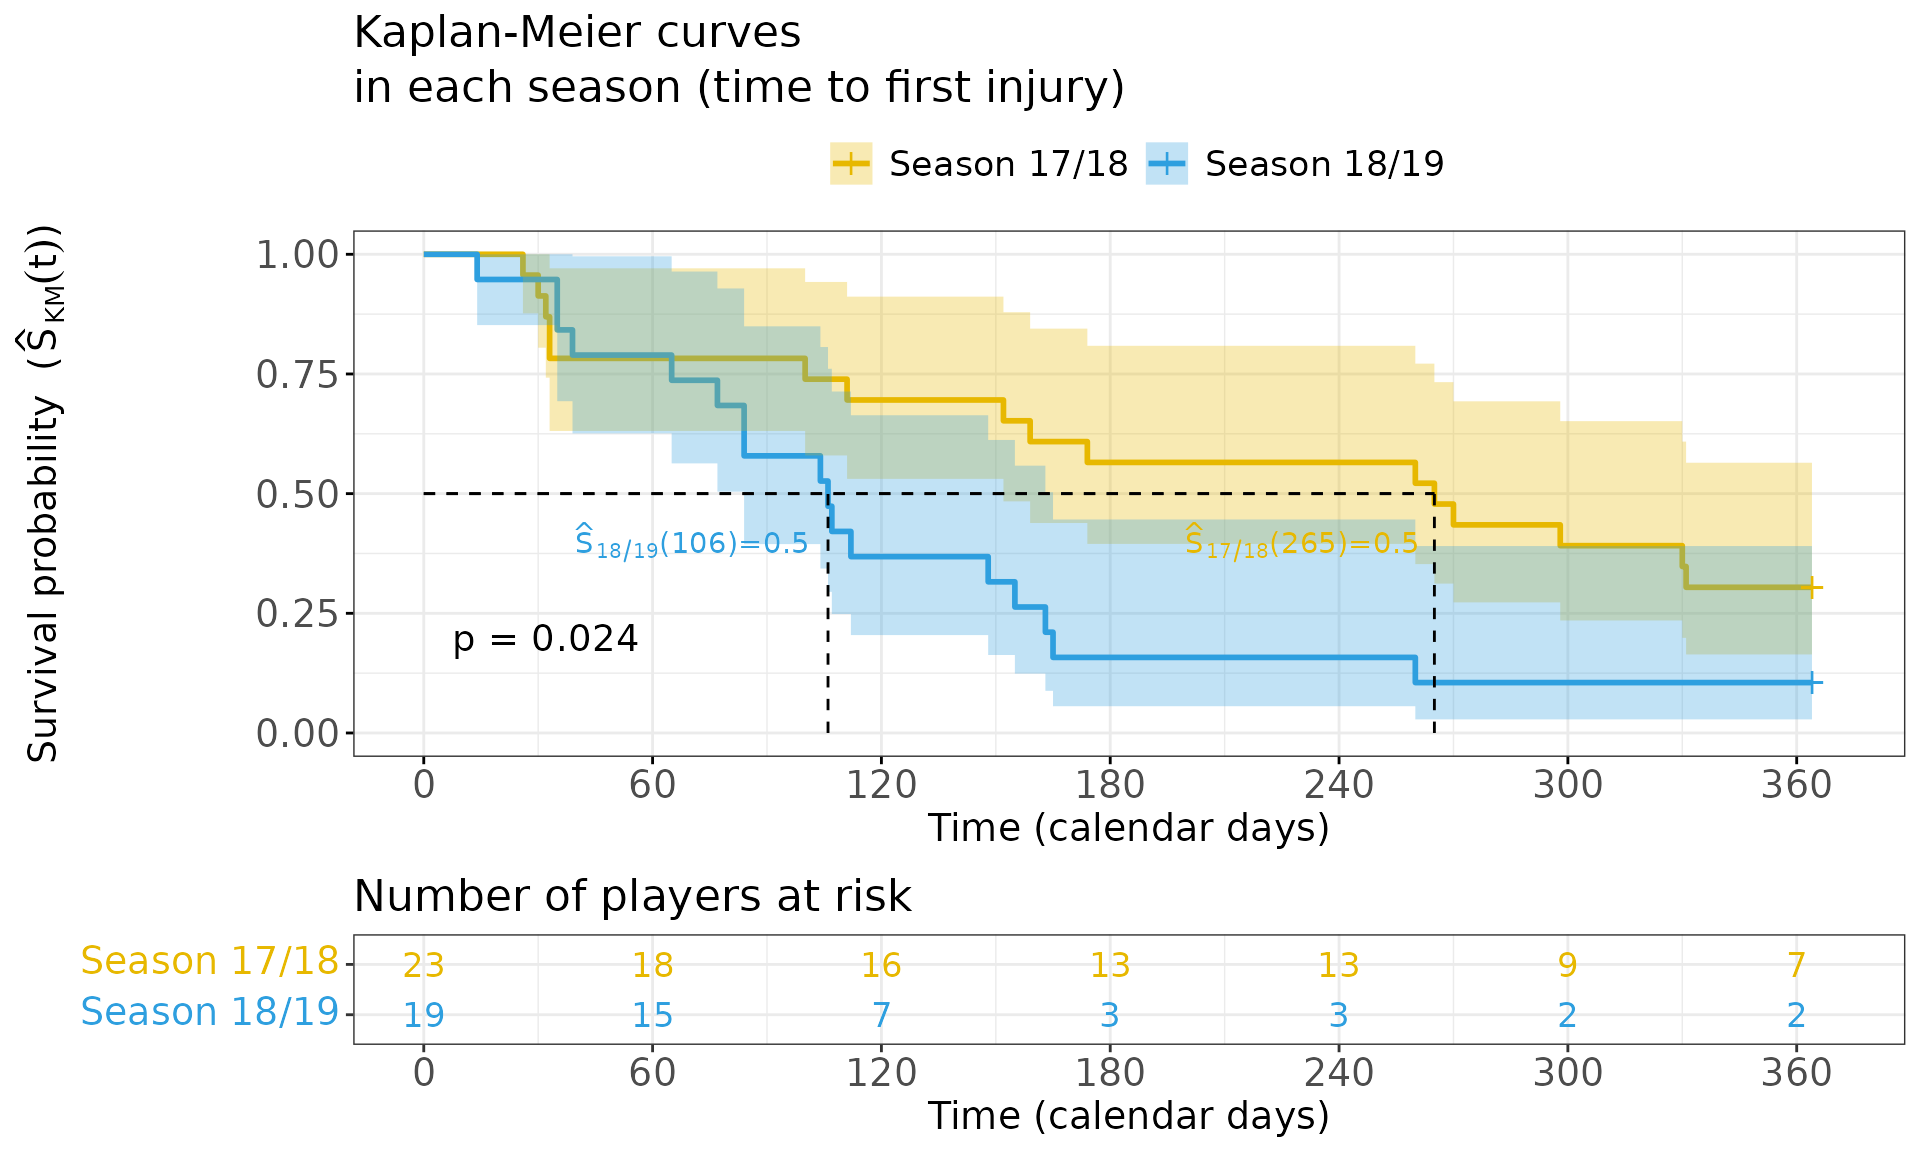 Kaplan-Meier curves
in each season (time to first injury)
Season 17/18 Season 18/19
Survival probability (Ŝ_KM(t))
1.00
0.75
0.50
0.25
0.00
Ŝ_18/19(106)=0.5
Ŝ_17/18(265)=0.5
p = 0.024
0 60 120 180 240 300 360
Time (calendar days)
Number of players at risk
Season 17/18 23 18 16 13 13 9 7
Season 18/19 19 15 7 3 3 2 2
0 60 120 180 240 300 360
Time (calendar days)